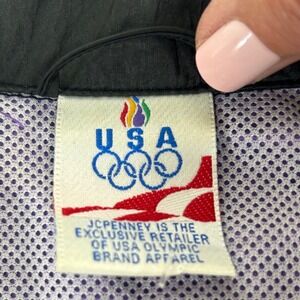 USA
JCPENNEY IS THE
EXCLUSIVE RETAILER
OF USA OLYMPIC
BRAND APPAREL